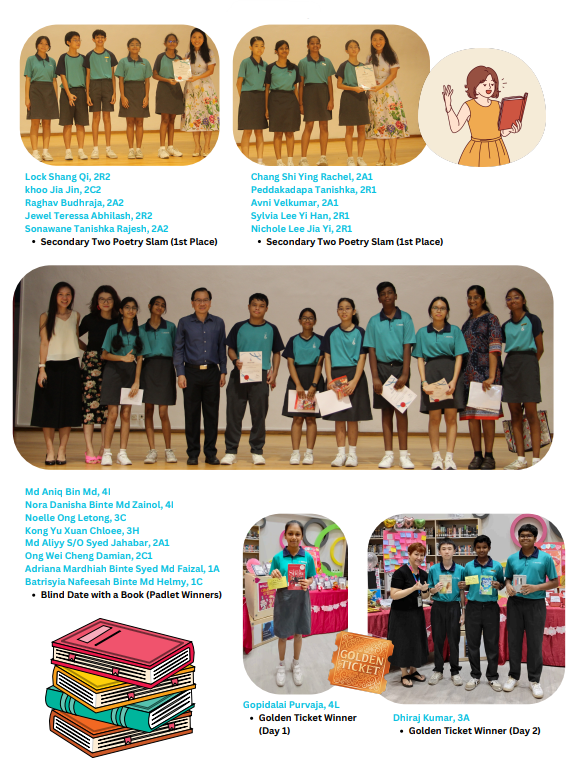 Lock Shang Qi, 2R2
khoo Jia Jin, 2C2
Raghav Budhraja, 2A2
Jewel Teressa Abhilash, 2R2
Sonawane Tanishka Rajesh, 2A2
• Secondary Two Poetry Slam (1st Place)
Chang Shi Ying Rachel, 2A1
Peddakadapa Tanishka, 2R1
Avni Velkumar, 2A1
Sylvia Lee Yi Han, 2R1
Nichole Lee Jia Yi, 2R1
• Secondary Two Poetry Slam (1st Place)
Md Aniq Bin Md, 4I
Nora Danisha Binte Md Zainol, 4I
Noelle Ong Letong, 3C
Kong Yu Xuan Chloee, 3H
Md Aliyy S/O Syed Jahabar, 2A1
Ong Wei Cheng Damian, 2C1
Adriana Mardhiah Binte Syed Md Faizal, 1A
Batrisyia Nafeesah Binte Md Helmy, 1C
• Blind Date with a Book (Padlet Winners)
GOLDEN
TICKET
Gopidalai Purvaja, 4L
• Golden Ticket Winner
(Day 1)
Dhiraj Kumar, 3A
• Golden Ticket Winner (Day 2)